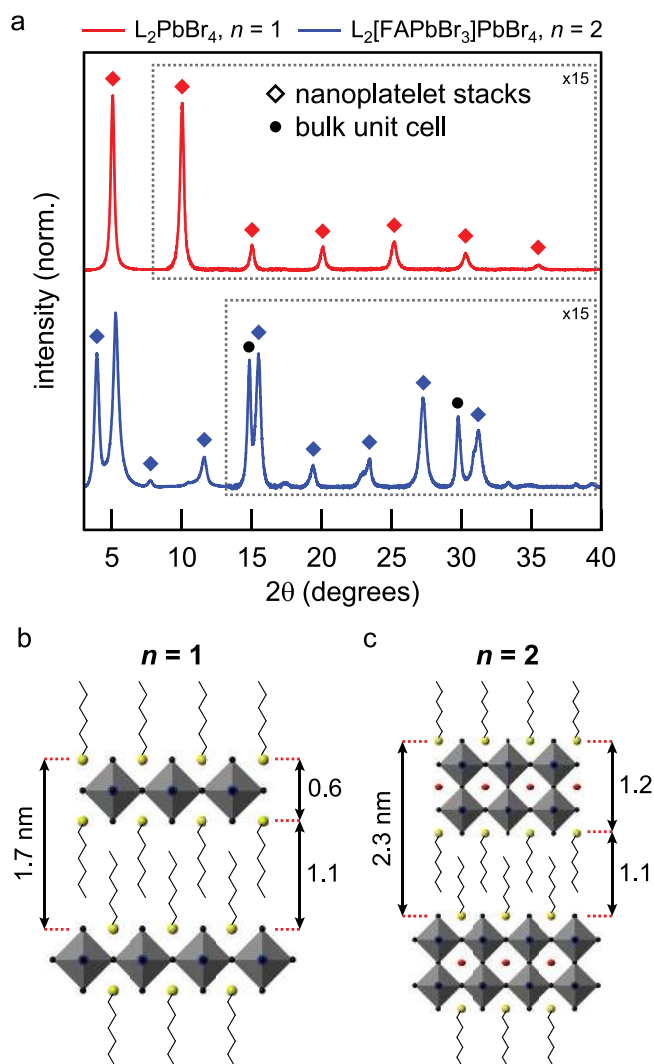 a
L₂PbBr₄, n = 1
L₂[FAPbBr₃]PbBr₄, n = 2
x15
nanoplatelet stacks
bulk unit cell
x15
intensity (norm.)
5 10 15 20 25 30 35 40
2θ (degrees)
b
n = 1
1.7 nm
0.6
1.1
c
n = 2
2.3 nm
1.2
1.1